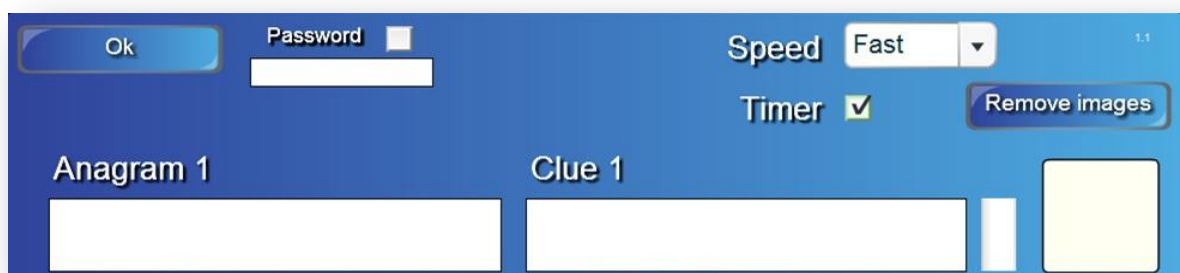 Ok
Password
Speed
Fast
1.1
Timer
Remove images
Anagram 1
Clue 1